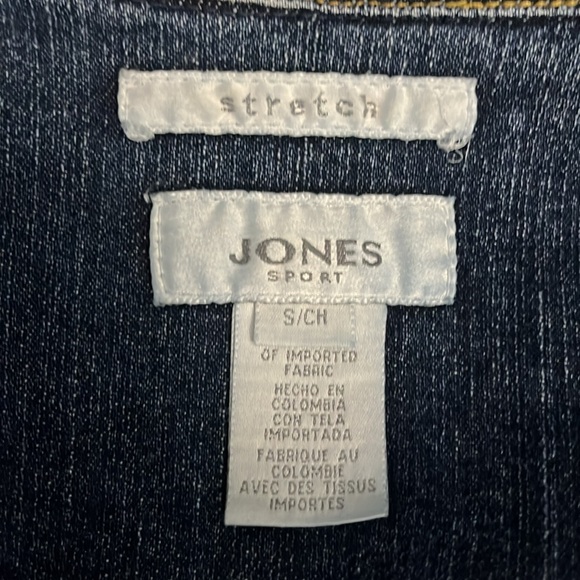 stretch
JONES
SPORT
S/CH
OF IMPORTED
FABRIC
HECHO EN
COLOMBIA
CON TELA
IMPORTADA
FABRIQUE AU
COLOMBIE
AVEC DES TISSUS
IMPORTES